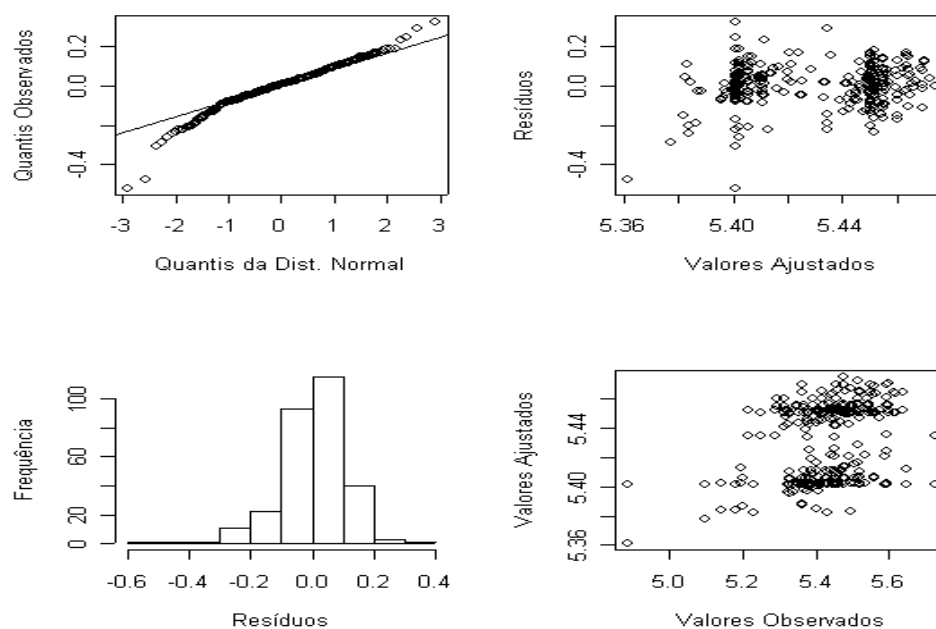 Quantis Observados
0.2
0.0
-0.4
-3 -2 -1 0 1 2 3
Quantis da Dist. Normal
Resíduos
0.2
0.0
-0.4
5.36 5.40 5.44
Valores Ajustados
Frequência
100
60
20
0
-0.6 -0.4 -0.2 0.0 0.2 0.4
Resíduos
Valores Ajustados
5.44
5.40
5.36
5.0 5.2 5.4 5.6
Valores Observados